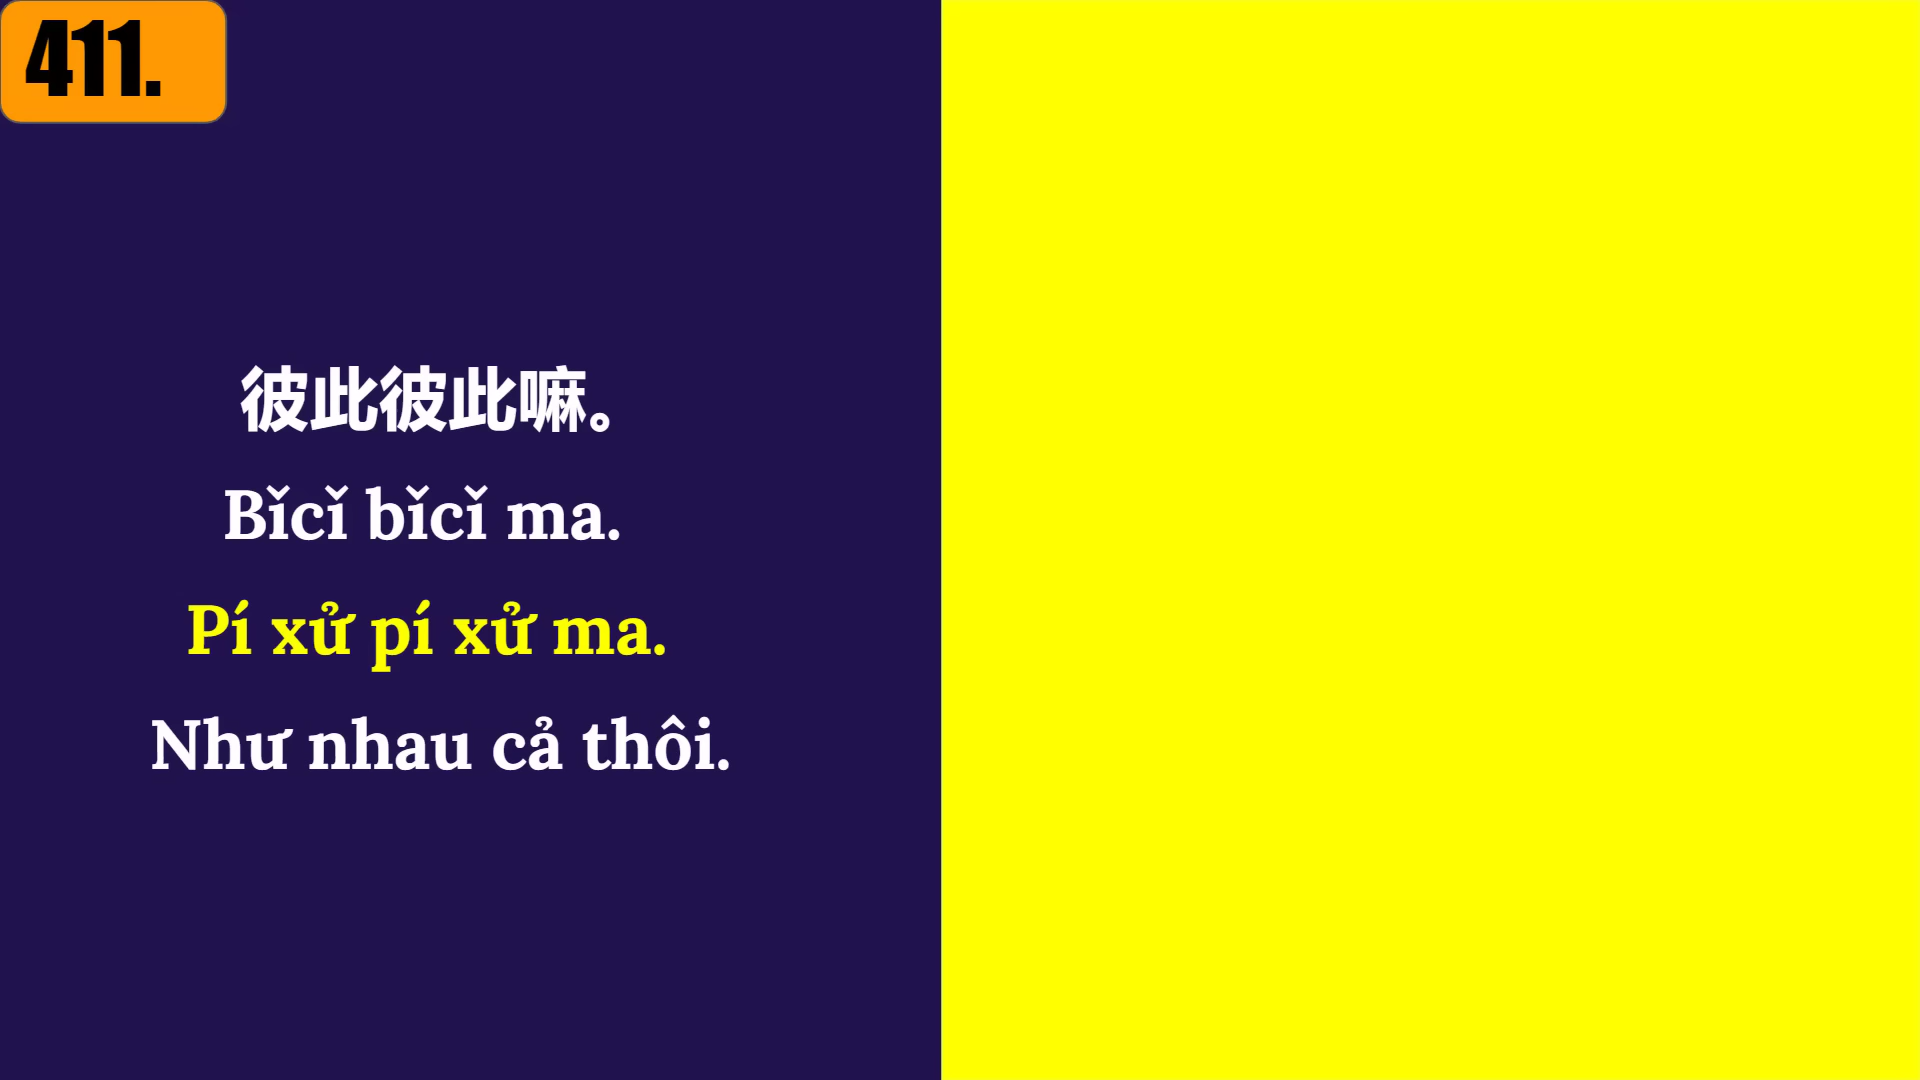 411.
彼此彼此嘛。
Bǐcǐ bǐcǐ ma.
Pí xử pí xử ma.
Như nhau cả thôi.